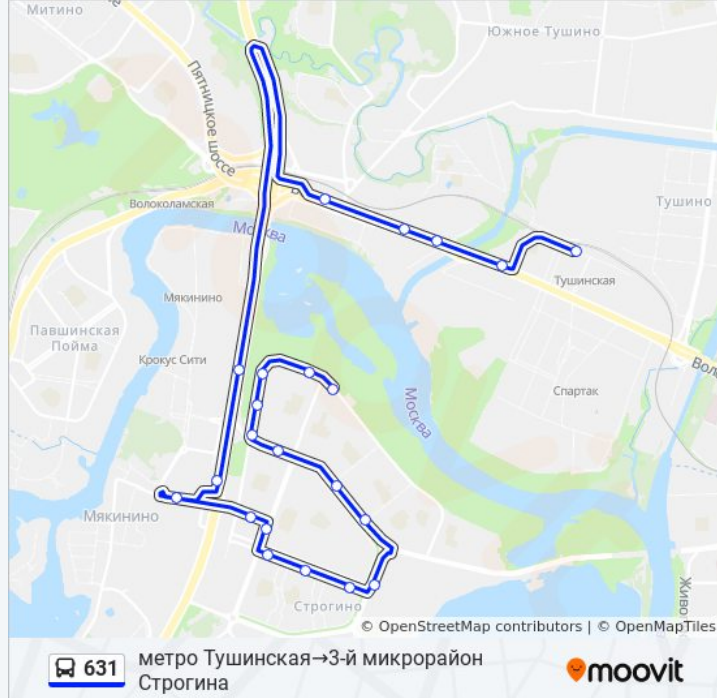 Митино
Южное Тушино
Пятницкое шоссе
Волоколамская
Тушино
Москва
Мякинино
Тушинская
Павшинская
Пойма
Крокус Сити
Москва
Спартак
Мякинино
Строгино
© OpenStreetMap contributors | © OpenMapTiles
631
метро Тушинская→3-й микрорайон
Строгина
moovit